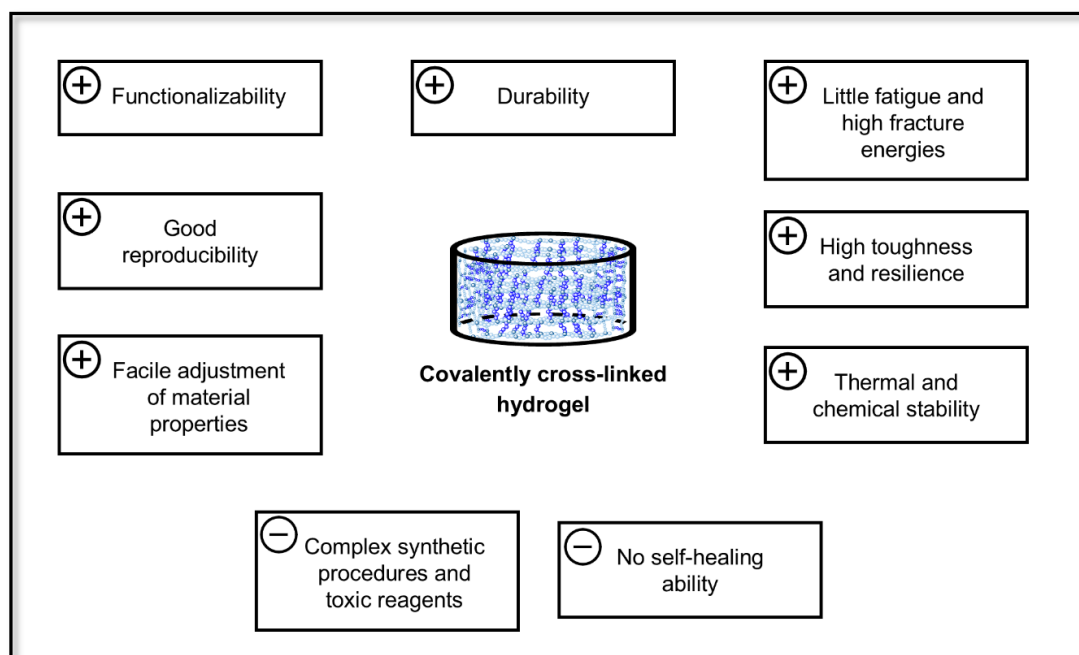 + Functionalizability
+ Durability
+ Little fatigue and
high fracture
energies
+ Good
reproducibility
+ High toughness
and resilience
+ Facile adjustment
of material
properties
Covalently cross-linked
hydrogel
+ Thermal and
chemical stability
− Complex synthetic
procedures and
toxic reagents
− No self-healing
ability